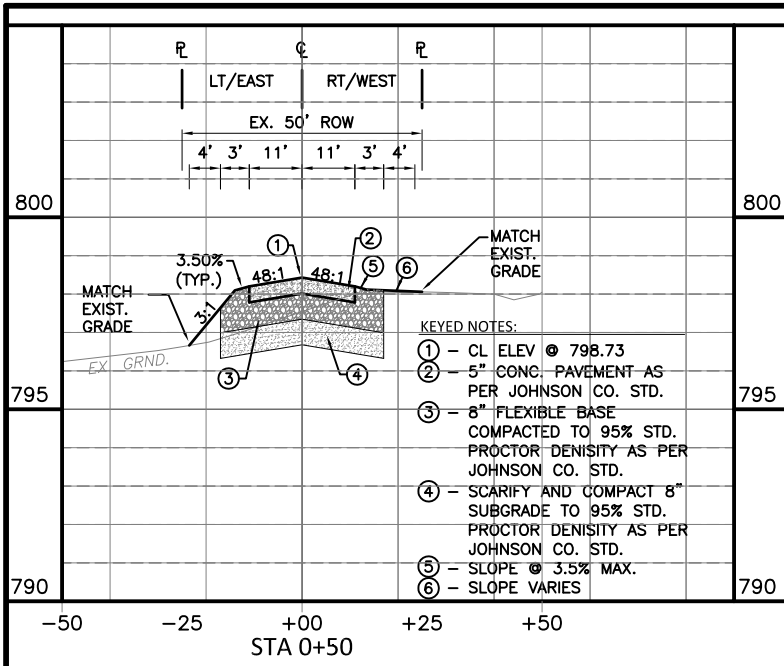 PL CL PL
LT/EAST RT/WEST
EX. 50' ROW
4' 3' 11' 11' 3' 4'
800 800
1 2
MATCH
EXIST.
GRADE
3.50%
(TYP.)
48:1 48:1 5 6
3:1
MATCH
EXIST.
GRADE
EX GRND.
3 4
KEYED NOTES:
1 - CL ELEV @ 798.73
2 - 5" CONC. PAVEMENT AS
PER JOHNSON CO. STD.
3 - 8" FLEXIBLE BASE
COMPACTED TO 95% STD.
PROCTOR DENISITY AS PER
JOHNSON CO. STD.
4 - SCARIFY AND COMPACT 8"
SUBGRADE TO 95% STD.
PROCTOR DENISITY AS PER
JOHNSON CO. STD.
5 - SLOPE @ 3.5% MAX.
6 - SLOPE VARIES
795 795
790 790
-50 -25 +00 +25 +50
STA 0+50